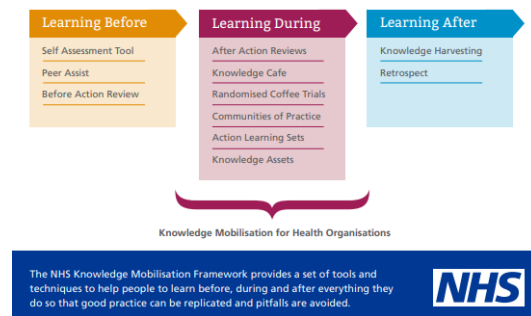 Learning Before
Self Assessment Tool
Peer Assist
Before Action Review
Learning During
After Action Reviews
Knowledge Cafe
Randomised Coffee Trials
Communities of Practice
Action Learning Sets
Knowledge Assets
Learning After
Knowledge Harvesting
Retrospect
Knowledge Mobilisation for Health Organisations
The NHS Knowledge Mobilisation Framework provides a set of tools and
techniques to help people to learn before, during and after everything they
do so that good practice can be replicated and pitfalls are avoided.
NHS